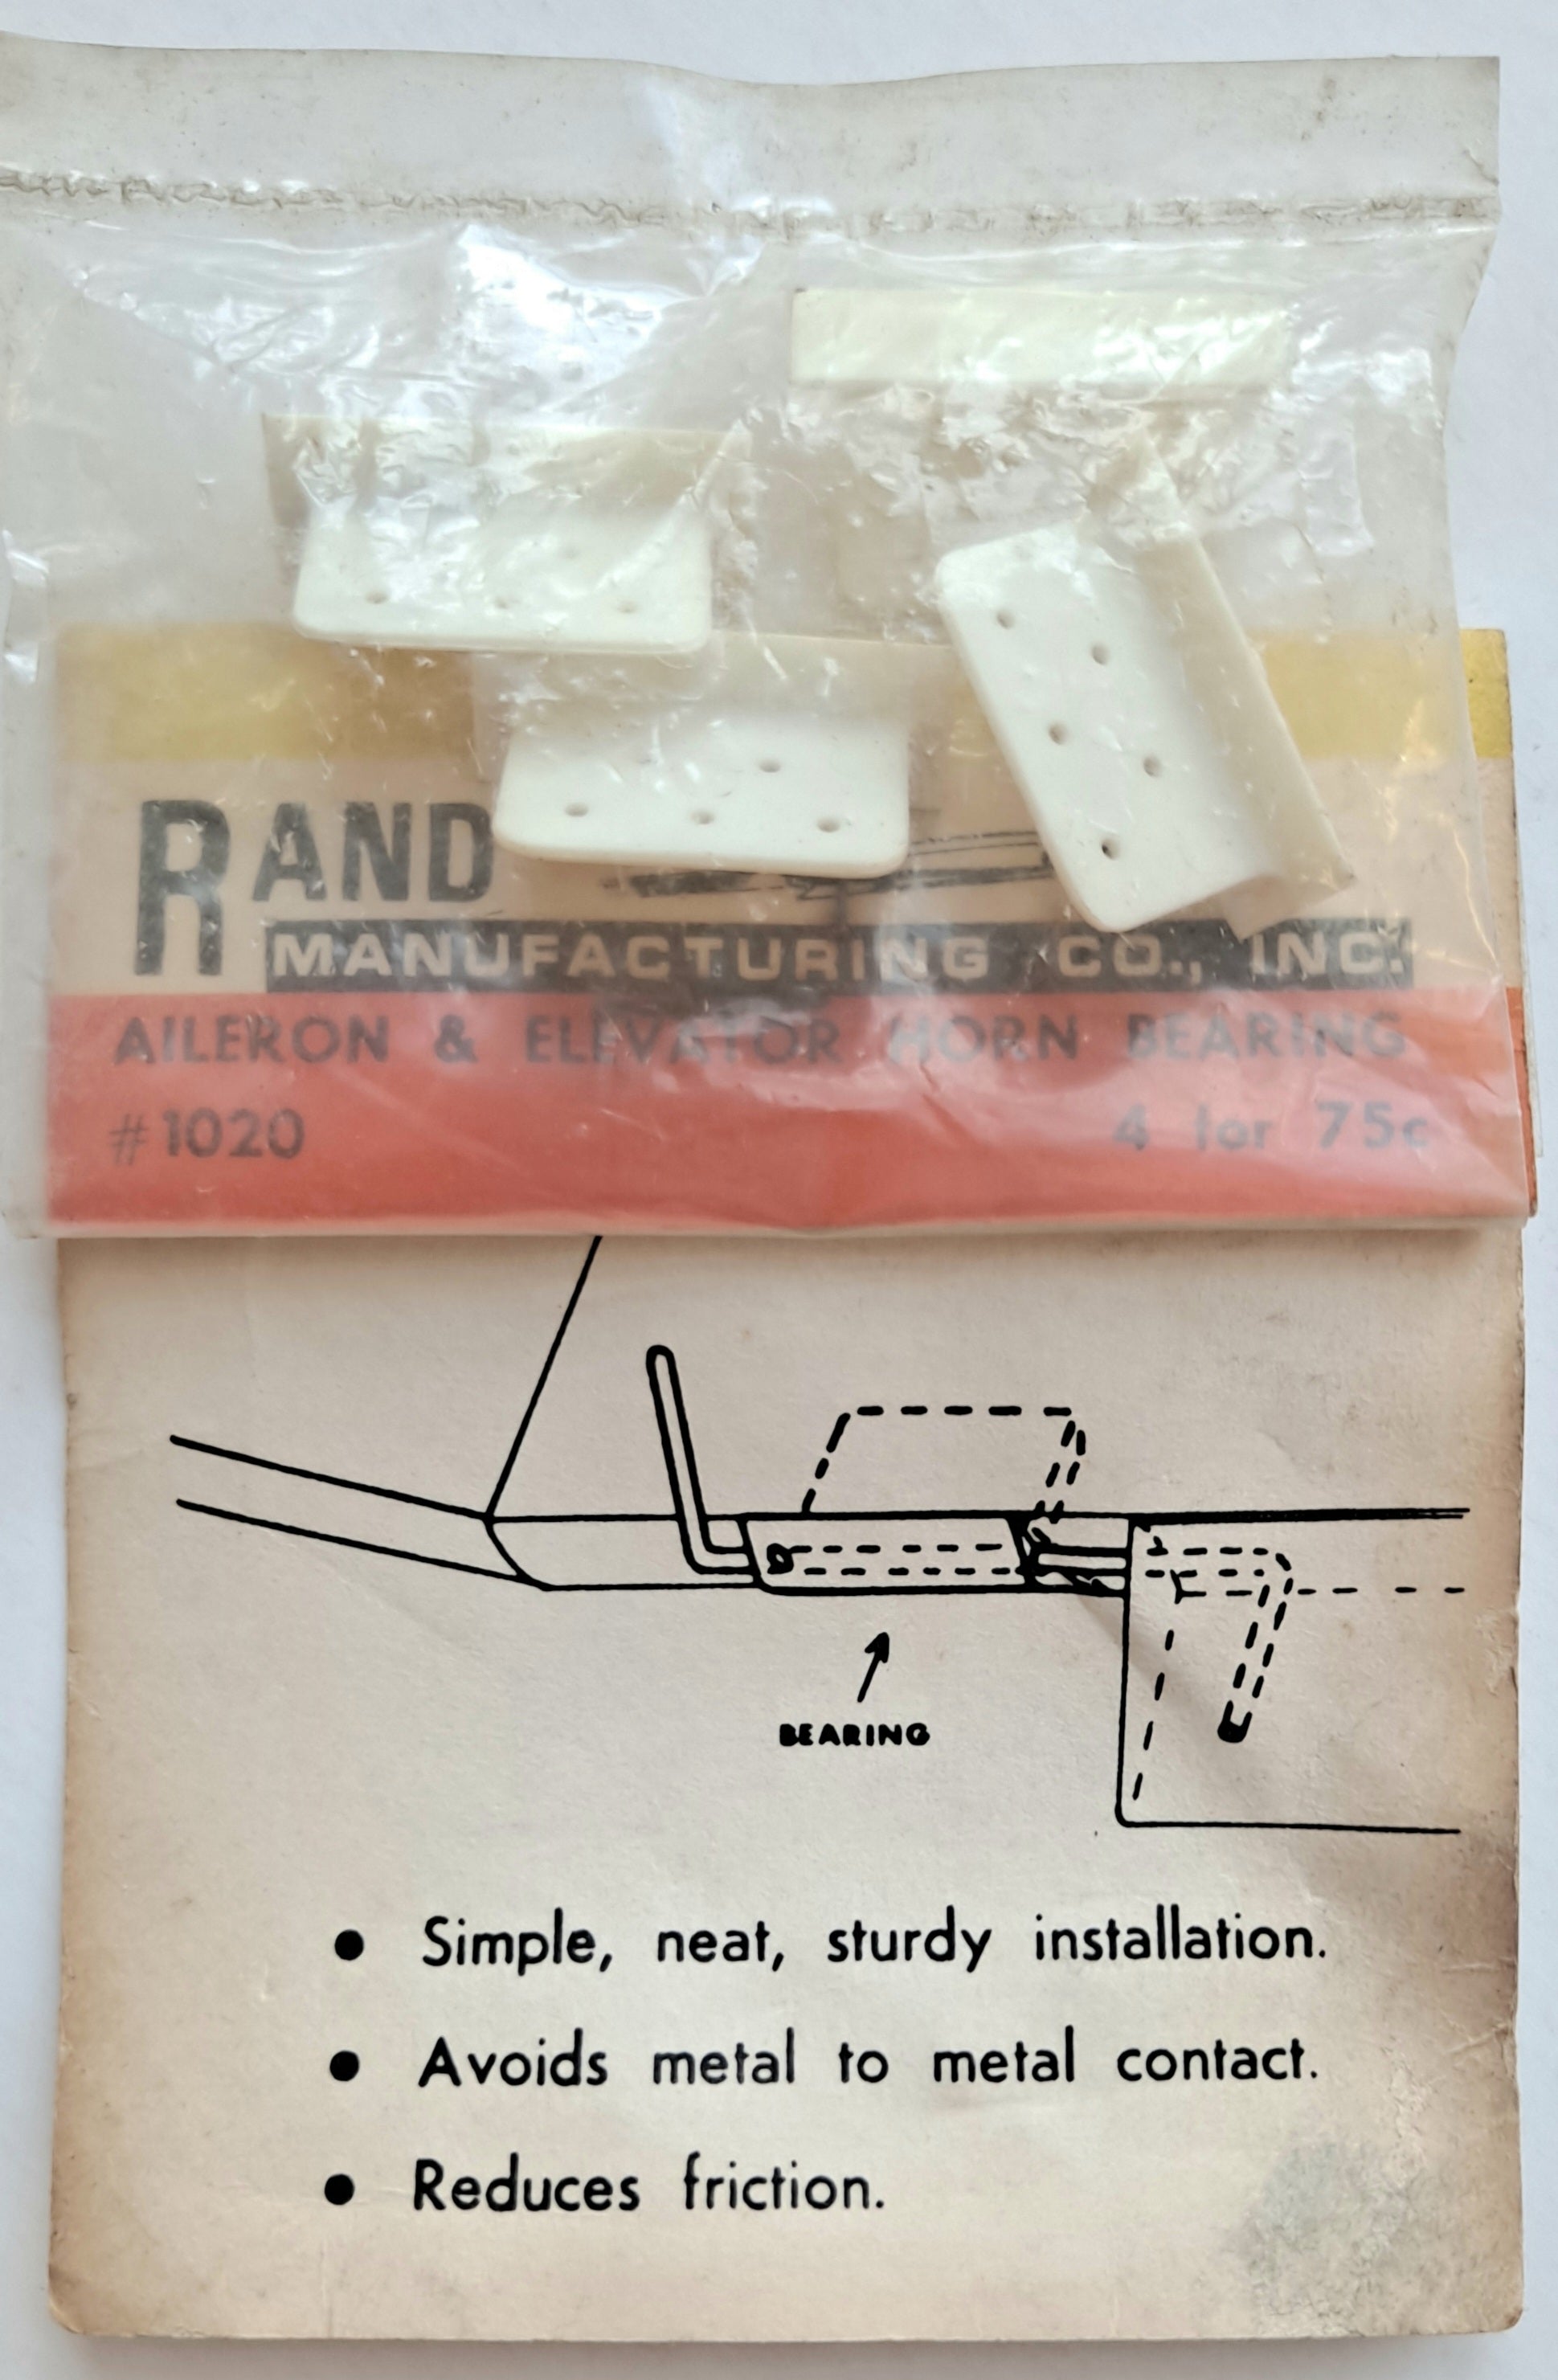 RAND
MANUFACTURING CO., INC.
AILERON & ELEVATOR HORN BEARING
#1020 4 for 75c
BEARING
• Simple, neat, sturdy installation.
• Avoids metal to metal contact.
• Reduces friction.